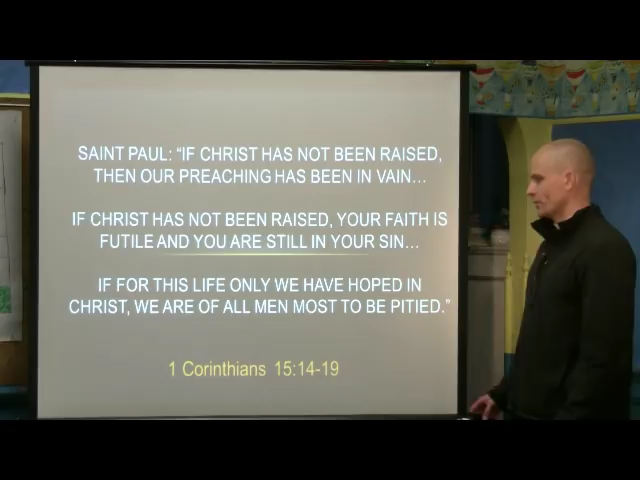 SAINT PAUL: “IF CHRIST HAS NOT BEEN RAISED,
THEN OUR PREACHING HAS BEEN IN VAIN…
IF CHRIST HAS NOT BEEN RAISED, YOUR FAITH IS
FUTILE AND YOU ARE STILL IN YOUR SIN…
IF FOR THIS LIFE ONLY WE HAVE HOPED IN
CHRIST, WE ARE OF ALL MEN MOST TO BE PITIED.”
1 Corinthians 15:14-19